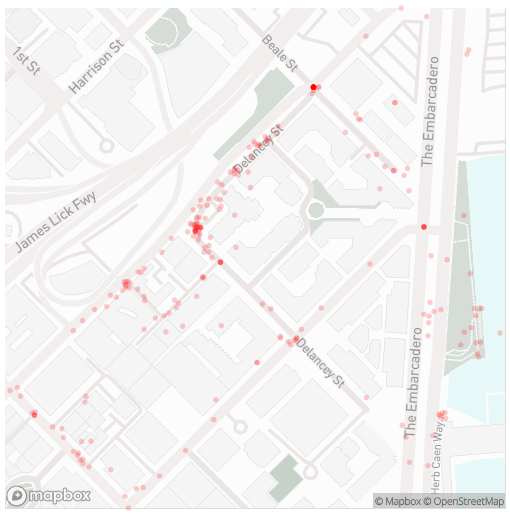 Beale St
1st St
Harrison St
The Embarcadero
Delancey St
James Lick Fwy
Delancey St
The Embarcadero
Herb Caen Way
mapbox
© Mapbox © OpenStreetMap